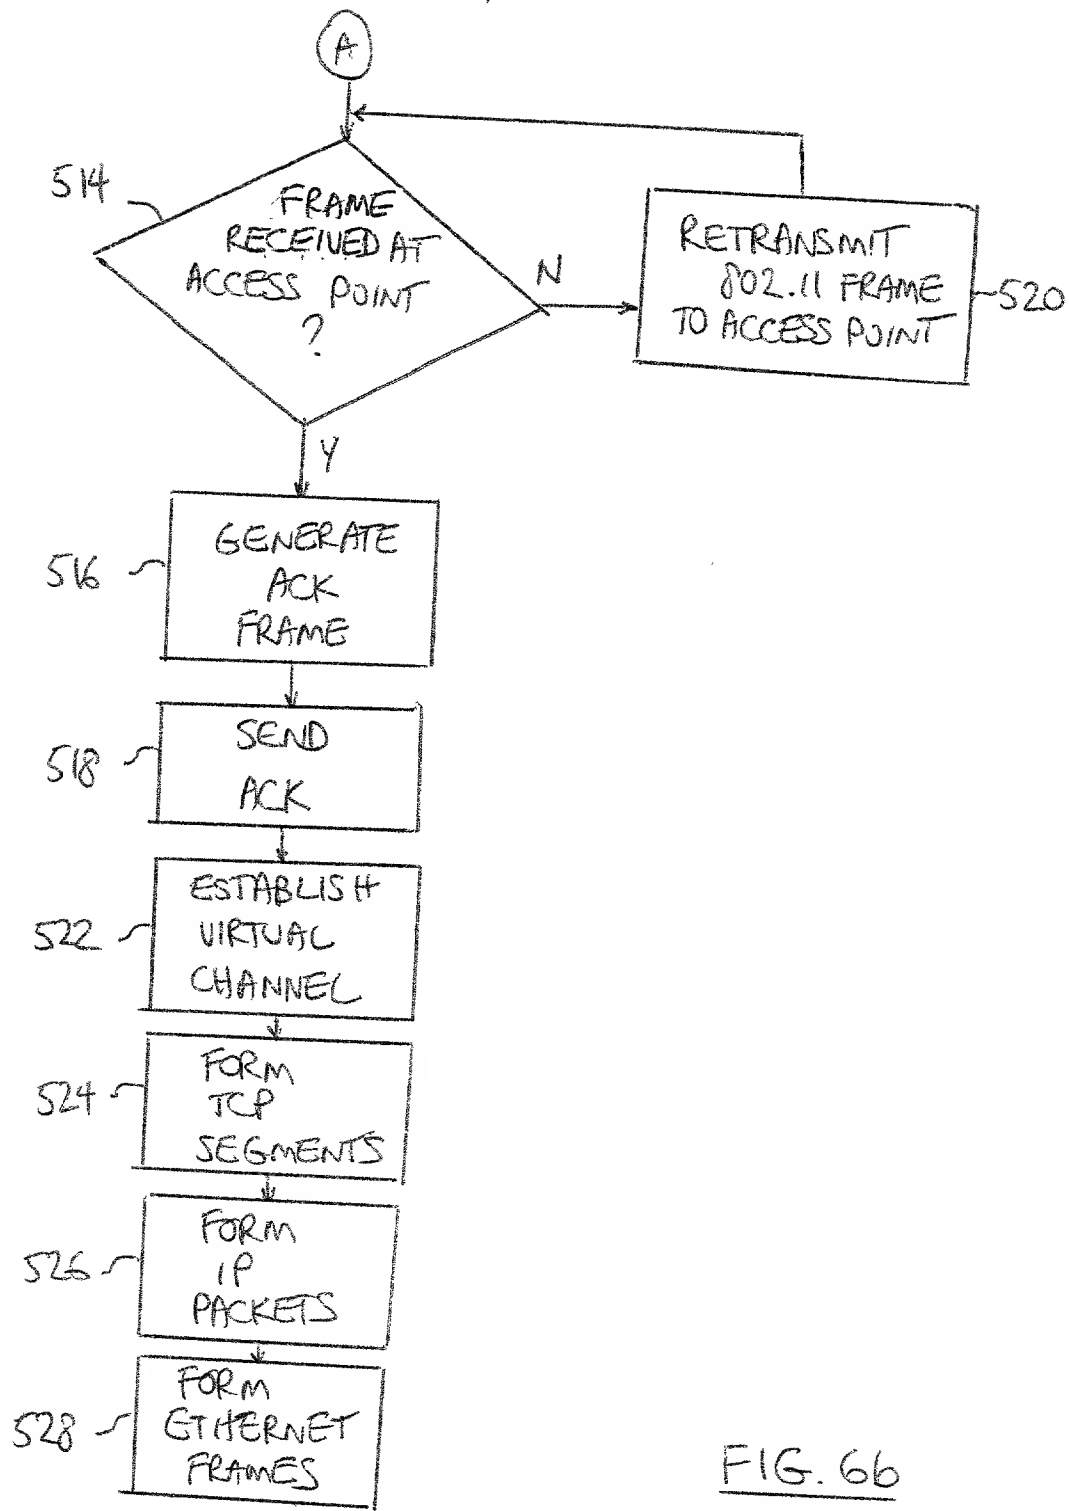 A
514
FRAME
RECEIVED AT
ACCESS POINT
?
N
Y
RETRANSMIT
802.11 FRAME
TO ACCESS POINT
520
516
GENERATE
ACK
FRAME
518
SEND
ACK
522
ESTABLISH
VIRTUAL
CHANNEL
524
FORM
TCP
SEGMENTS
526
FORM
IP
PACKETS
528
FORM
ETHERNET
FRAMES
FIG. 6b